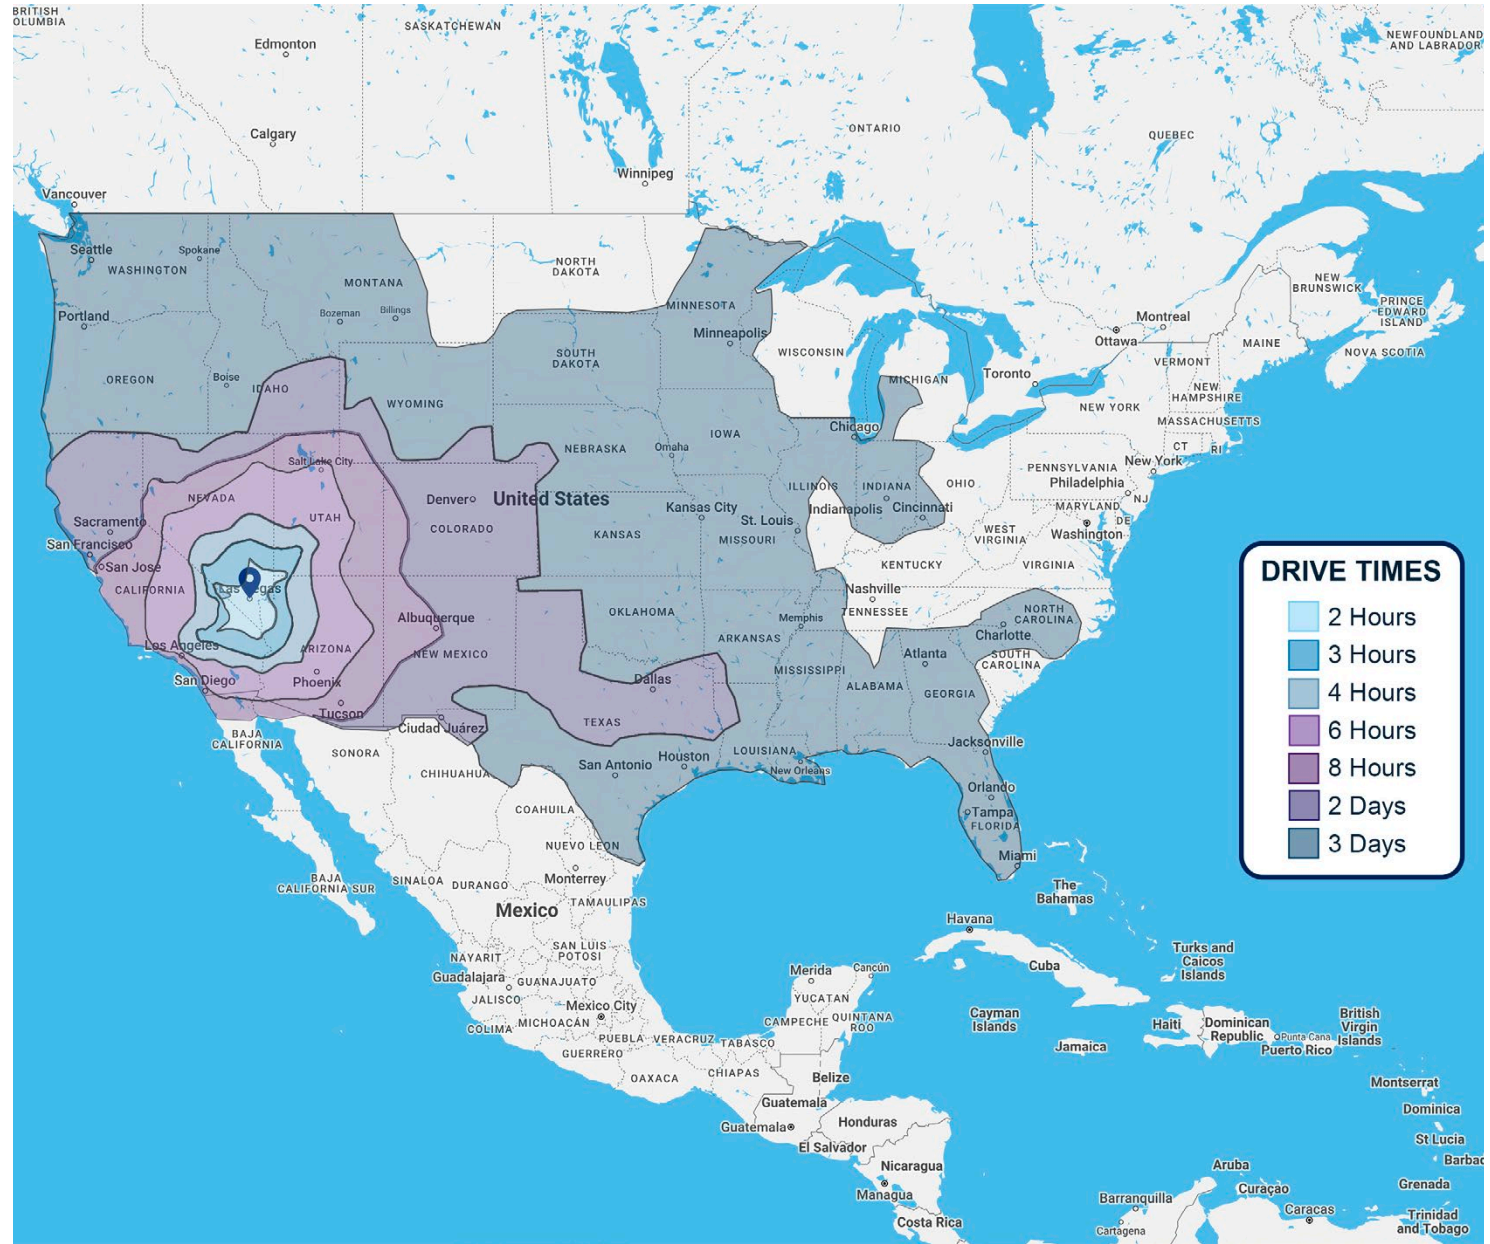 BRITISH
OLUMBIA
SASKATCHEWAN
Edmonton
NEWFOUNDLAND
AND LABRADOR
Calgary
ONTARIO
QUEBEC
Winnipeg
Vancouver
Seattle
Spokane
WASHINGTON
MONTANA
NORTH
DAKOTA
NEW
BRUNSWICK
PRINCE
EDWARD
ISLAND
MINNESOTA
Portland
Bozeman
Billings
Minneapolis
Montreal
Ottawa
MAINE
NOVA SCOTIA
WISCONSIN
SOUTH
DAKOTA
VERMONT
Toronto
OREGON
Boise
IDAHO
MICHIGAN
NEW
HAMPSHIRE
WYOMING
NEW YORK
MASSACHUSETTS
Chicago
IOWA
NEBRASKA
Omaha
CT
RI
Salt Lake City
PENNSYLVANIA
New York
Philadelphia
NEVADA
Denver
United States
ILLINOIS
INDIANA
OHIO
NJ
MARYLAND
UTAH
Kansas City
Indianapolis
Cincinnati
Sacramento
COLORADO
St. Louis
DE
Washington
WEST
VIRGINIA
KANSAS
MISSOURI
San Francisco
San Jose
KENTUCKY
VIRGINIA
CALIFORNIA
Las Vegas
Nashville
TENNESSEE
OKLAHOMA
Albuquerque
Memphis
NORTH
CAROLINA
Charlotte
ARKANSAS
Los Angeles
ARIZONA
NEW MEXICO
Atlanta
SOUTH
CAROLINA
MISSISSIPPI
San Diego
Phoenix
Dallas
ALABAMA
GEORGIA
Tucson
TEXAS
Ciudad Juárez
BAJA
CALIFORNIA
SONORA
Jacksonville
LOUISIANA
Houston
San Antonio
New Orleans
CHIHUAHUA
Orlando
COAHUILA
Tampa
FLORIDA
NUEVO LEON
Miami
Monterrey
BAJA
CALIFORNIA SUR
SINALOA
DURANGO
The
Bahamas
TAMAULIPAS
Mexico
Havana
SAN LUIS
POTOSI
NAYARIT
Turks and
Caicos
Islands
Cuba
Merida
Cancún
Guadalajara
GUANAJUATO
JALISCO
YUCATAN
Mexico City
CAMPECHE
QUINTANA
ROO
Cayman
Islands
COLIMA
MICHOACÁN
Haiti
Dominican
Republic
Punta Cana
Puerto Rico
British
Virgin
Islands
PUEBLA
VERACRUZ
TABASCO
Jamaica
GUERRERO
OAXACA
CHIAPAS
Belize
Montserrat
Guatemala
Dominica
Honduras
Guatemala
El Salvador
St Lucia
Barbad
Nicaragua
Aruba
Curaçao
Grenada
Managua
Barranquilla
Caracas
Costa Rica
Cartagena
Trinidad
and Tobago
DRIVE TIMES
2 Hours
3 Hours
4 Hours
6 Hours
8 Hours
2 Days
3 Days